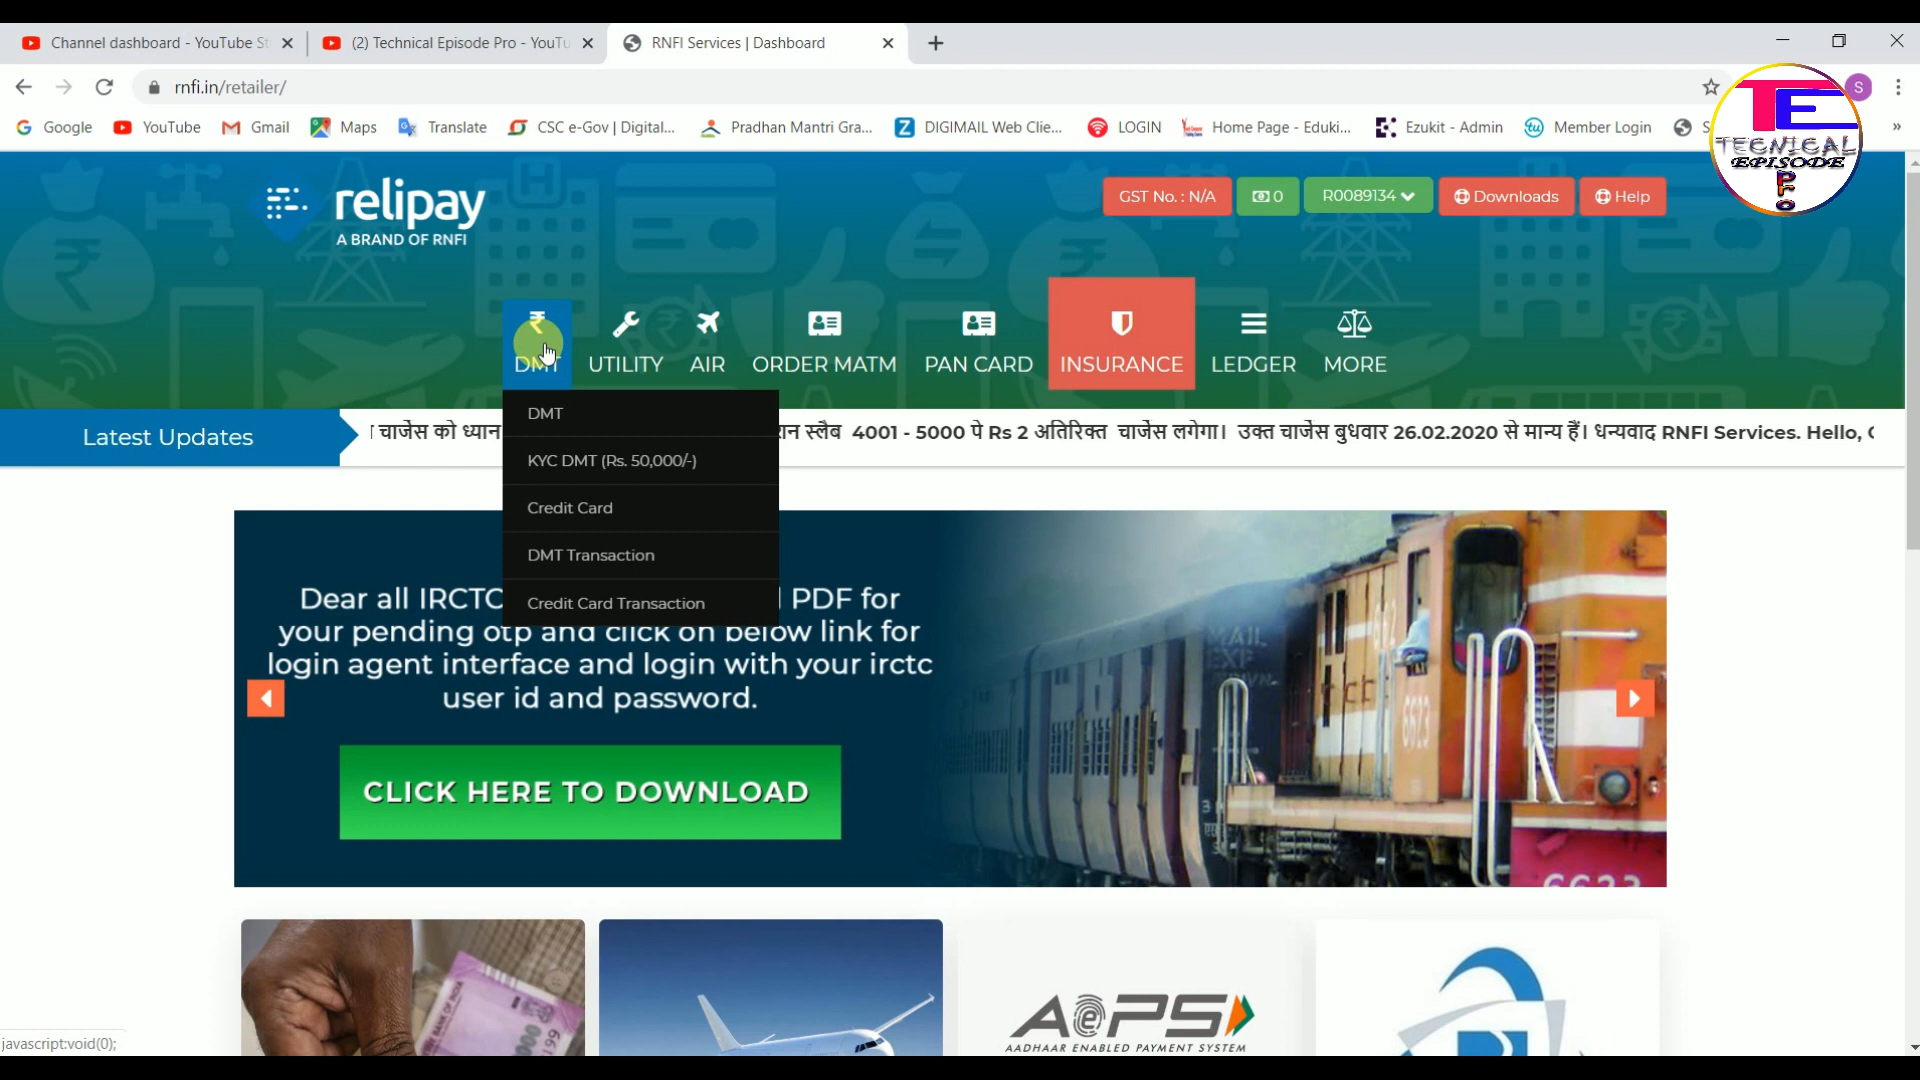 Channel dashboard - YouTube St
(2) Technical Episode Pro - YouTu
RNFI Services | Dashboard
rnfi.in/retailer/
S
Google
YouTube
Gmail
Maps
Translate
CSC e-Gov | Digital...
Pradhan Mantri Gra...
DIGIMAIL Web Clie...
LOGIN
Home Page - Eduki...
Ezukit - Admin
Member Login
TE
TECNICAL
EPISODE
Pro
relipay
A BRAND OF RNFI
GST No. : N/A
0
R0089134
Downloads
Help
DMT
UTILITY
AIR
ORDER MATM
PAN CARD
INSURANCE
LEDGER
MORE
DMT
KYC DMT (Rs. 50,000/-)
Credit Card
DMT Transaction
Credit Card Transaction
Latest Updates
चार्जेस को ध्यान
स्लैब 4001 - 5000 पे Rs 2 अतिरिक्त चार्जेस लगेगा। उक्त चार्जेस बुधवार 26.02.2020 से मान्य हैं। धन्यवाद RNFI Services. Hello,
Dear all IRCTC PDF for
your pending otp and click on below link for
login agent interface and login with your irctc
user id and password.
CLICK HERE TO DOWNLOAD
6623
6623
AePS
AADHAAR ENABLED PAYMENT SYSTEM
javascript:void(0);